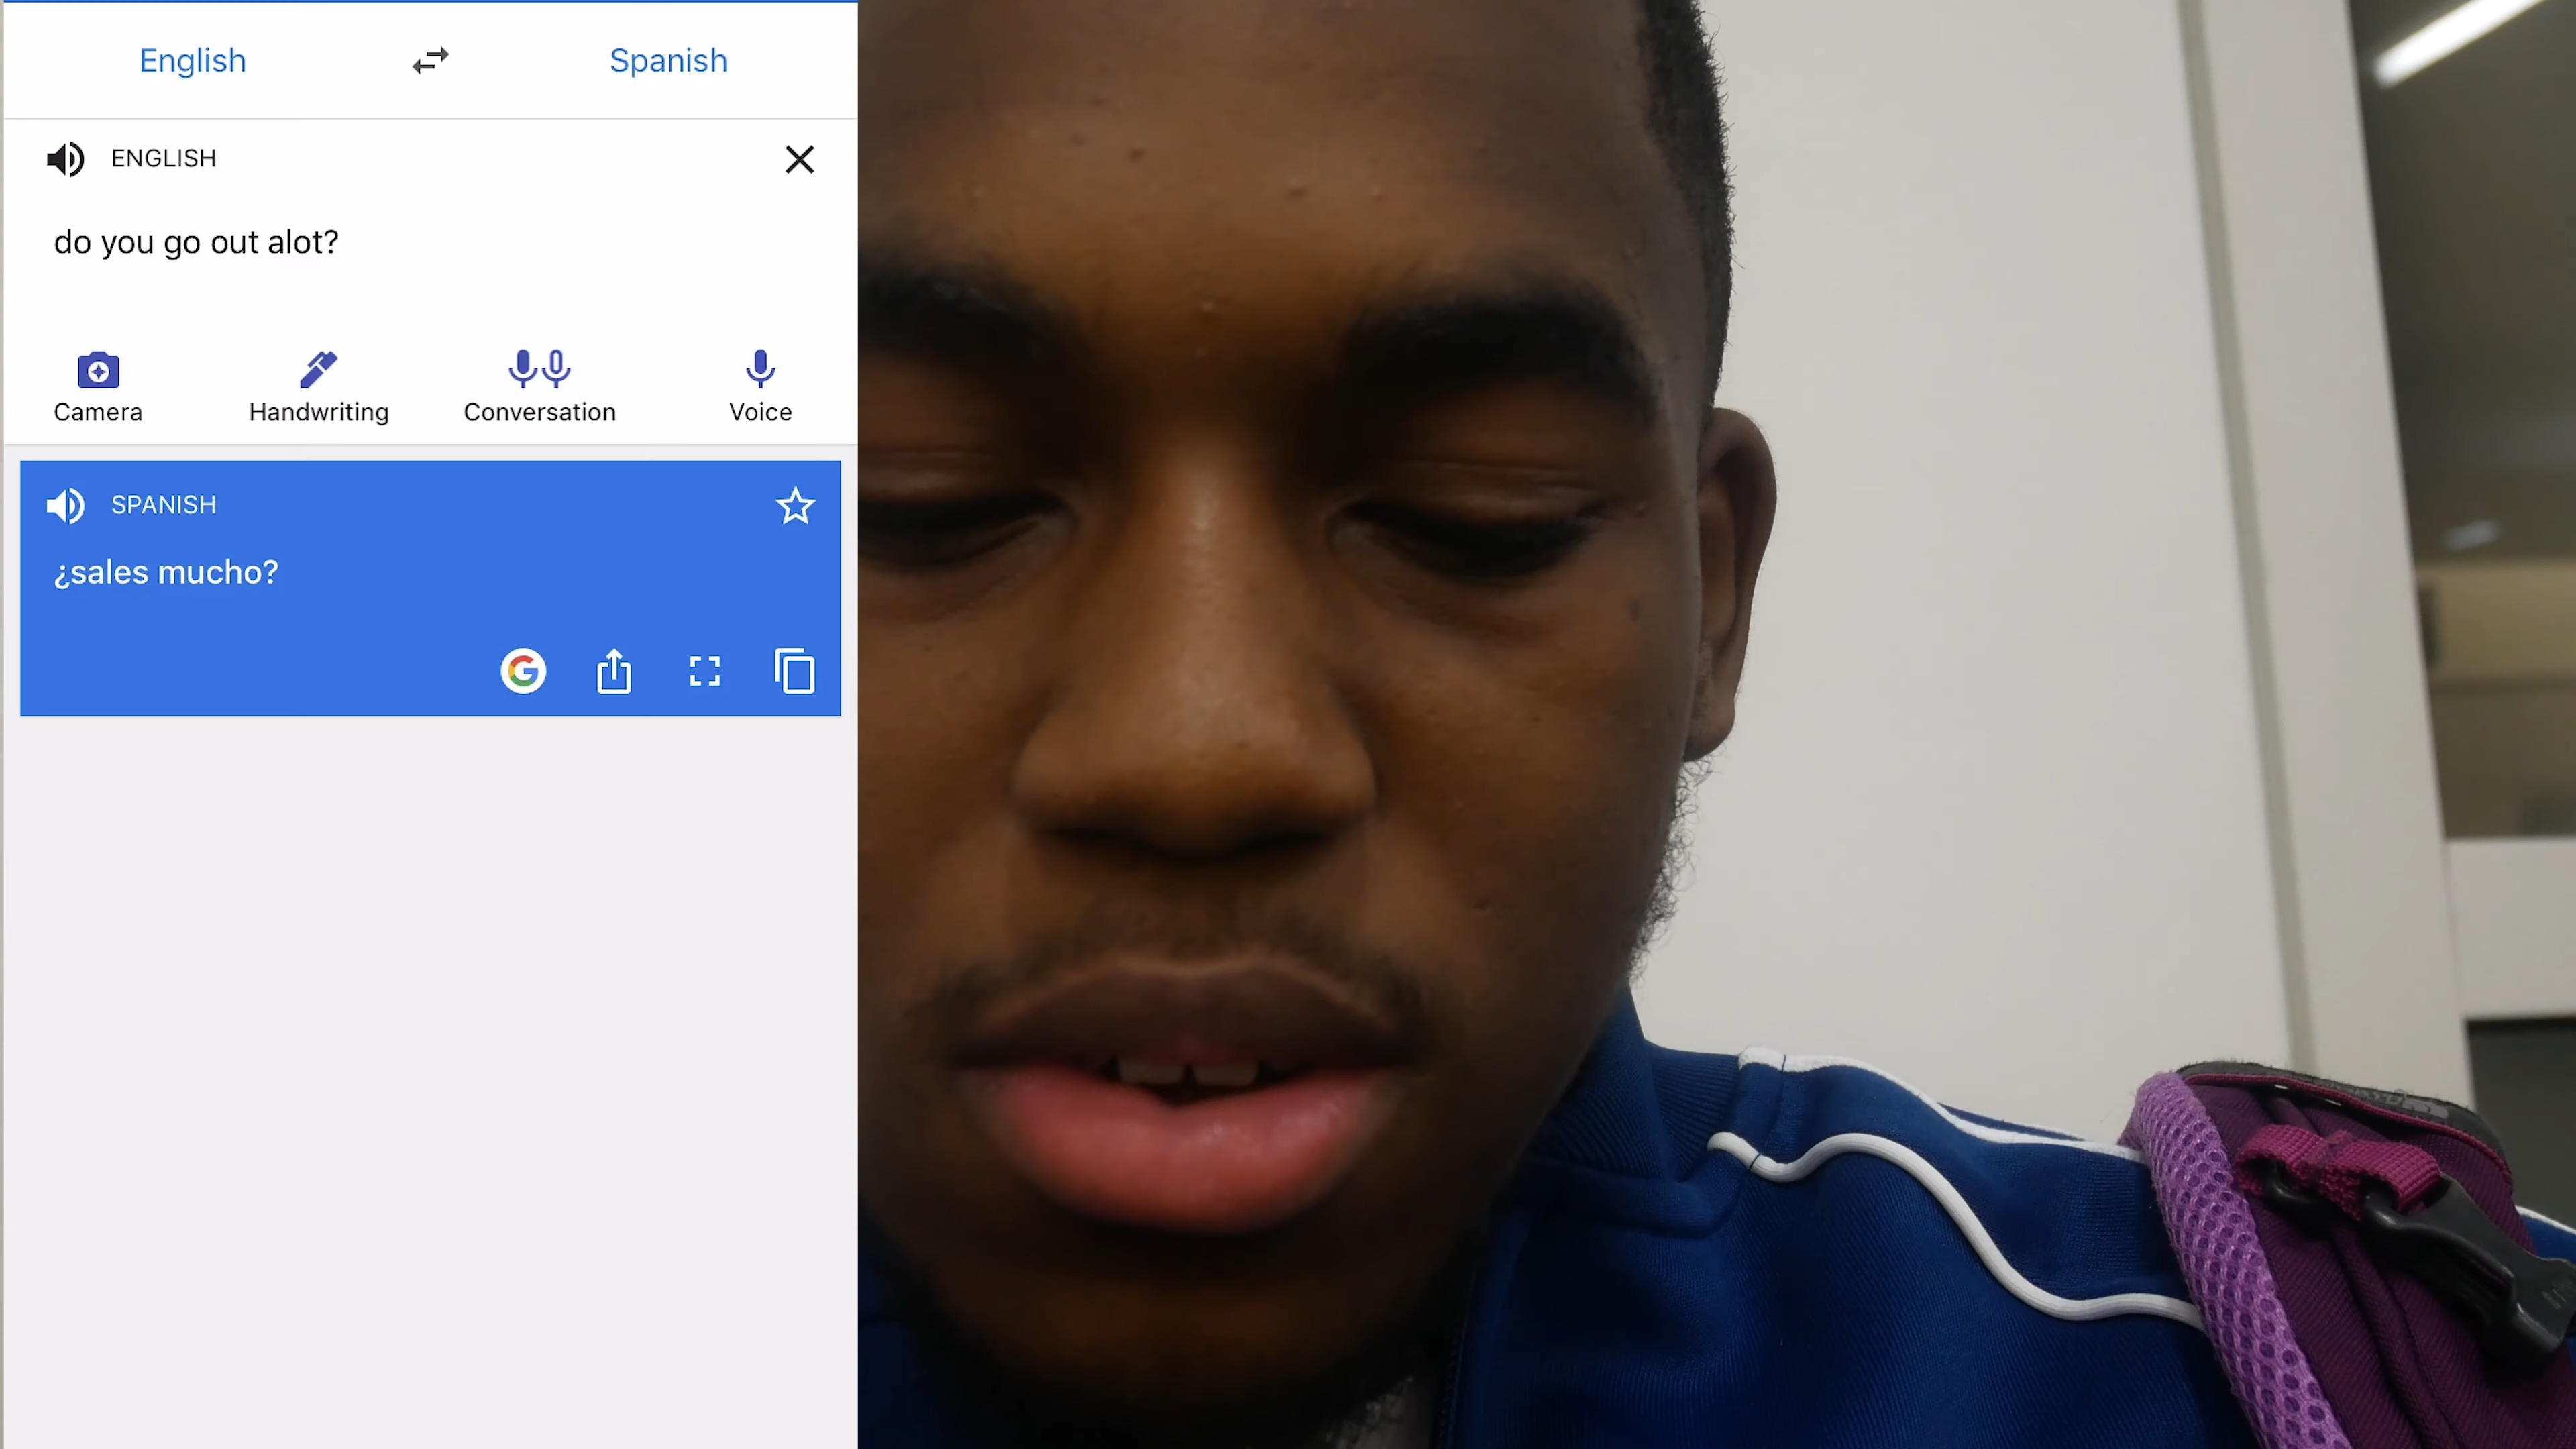 English Spanish
ENGLISH
do you go out alot?
Camera Handwriting Conversation Voice
SPANISH
¿sales mucho?
G